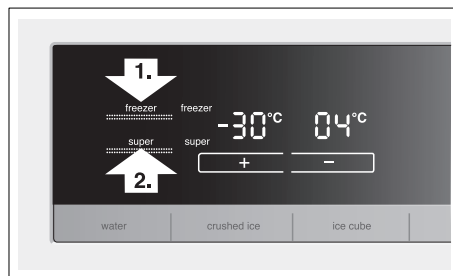 1.
freezer freezer
-30°C 04°C
super super
+ −
2.
water crushed ice ice cube